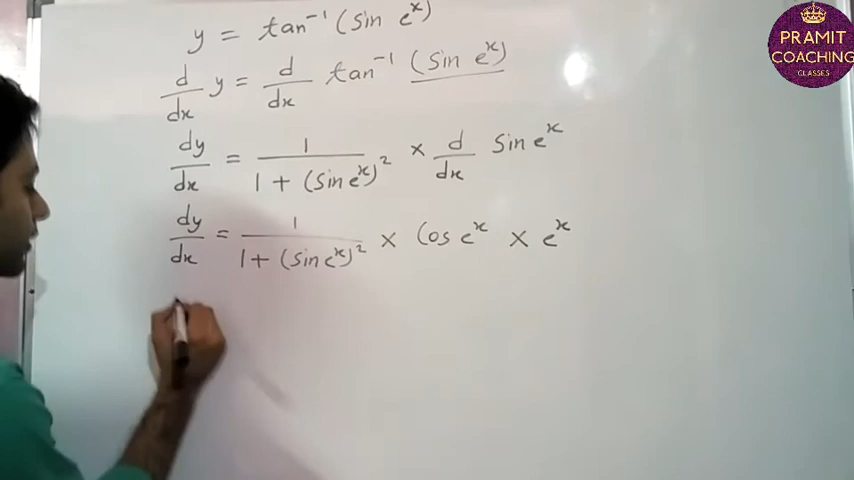 y = tan⁻¹ (sin eˣ)
d/dx y = d/dx tan⁻¹ (sin eˣ)
dy/dx = 1/(1 + (sin eˣ)²) × d/dx sin eˣ
dy/dx = 1/(1 + (sin eˣ)²) × Cos eˣ × eˣ
PRAMIT
COACHING
CLASSES